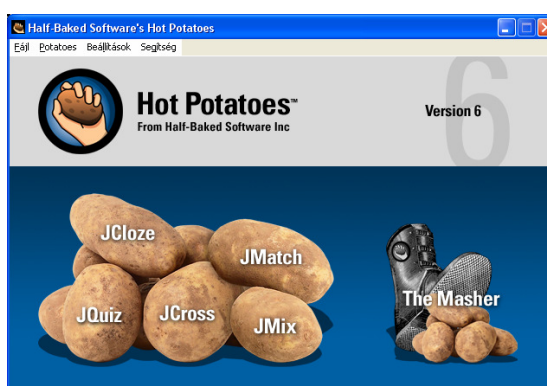 Half-Baked Software's Hot Potatoes
Fájl Potatoes Beállítások Segítség
Hot Potatoes™
From Half-Baked Software Inc
Version 6
6
JCloze
JMatch
JQuiz
JCross
JMix
The Masher